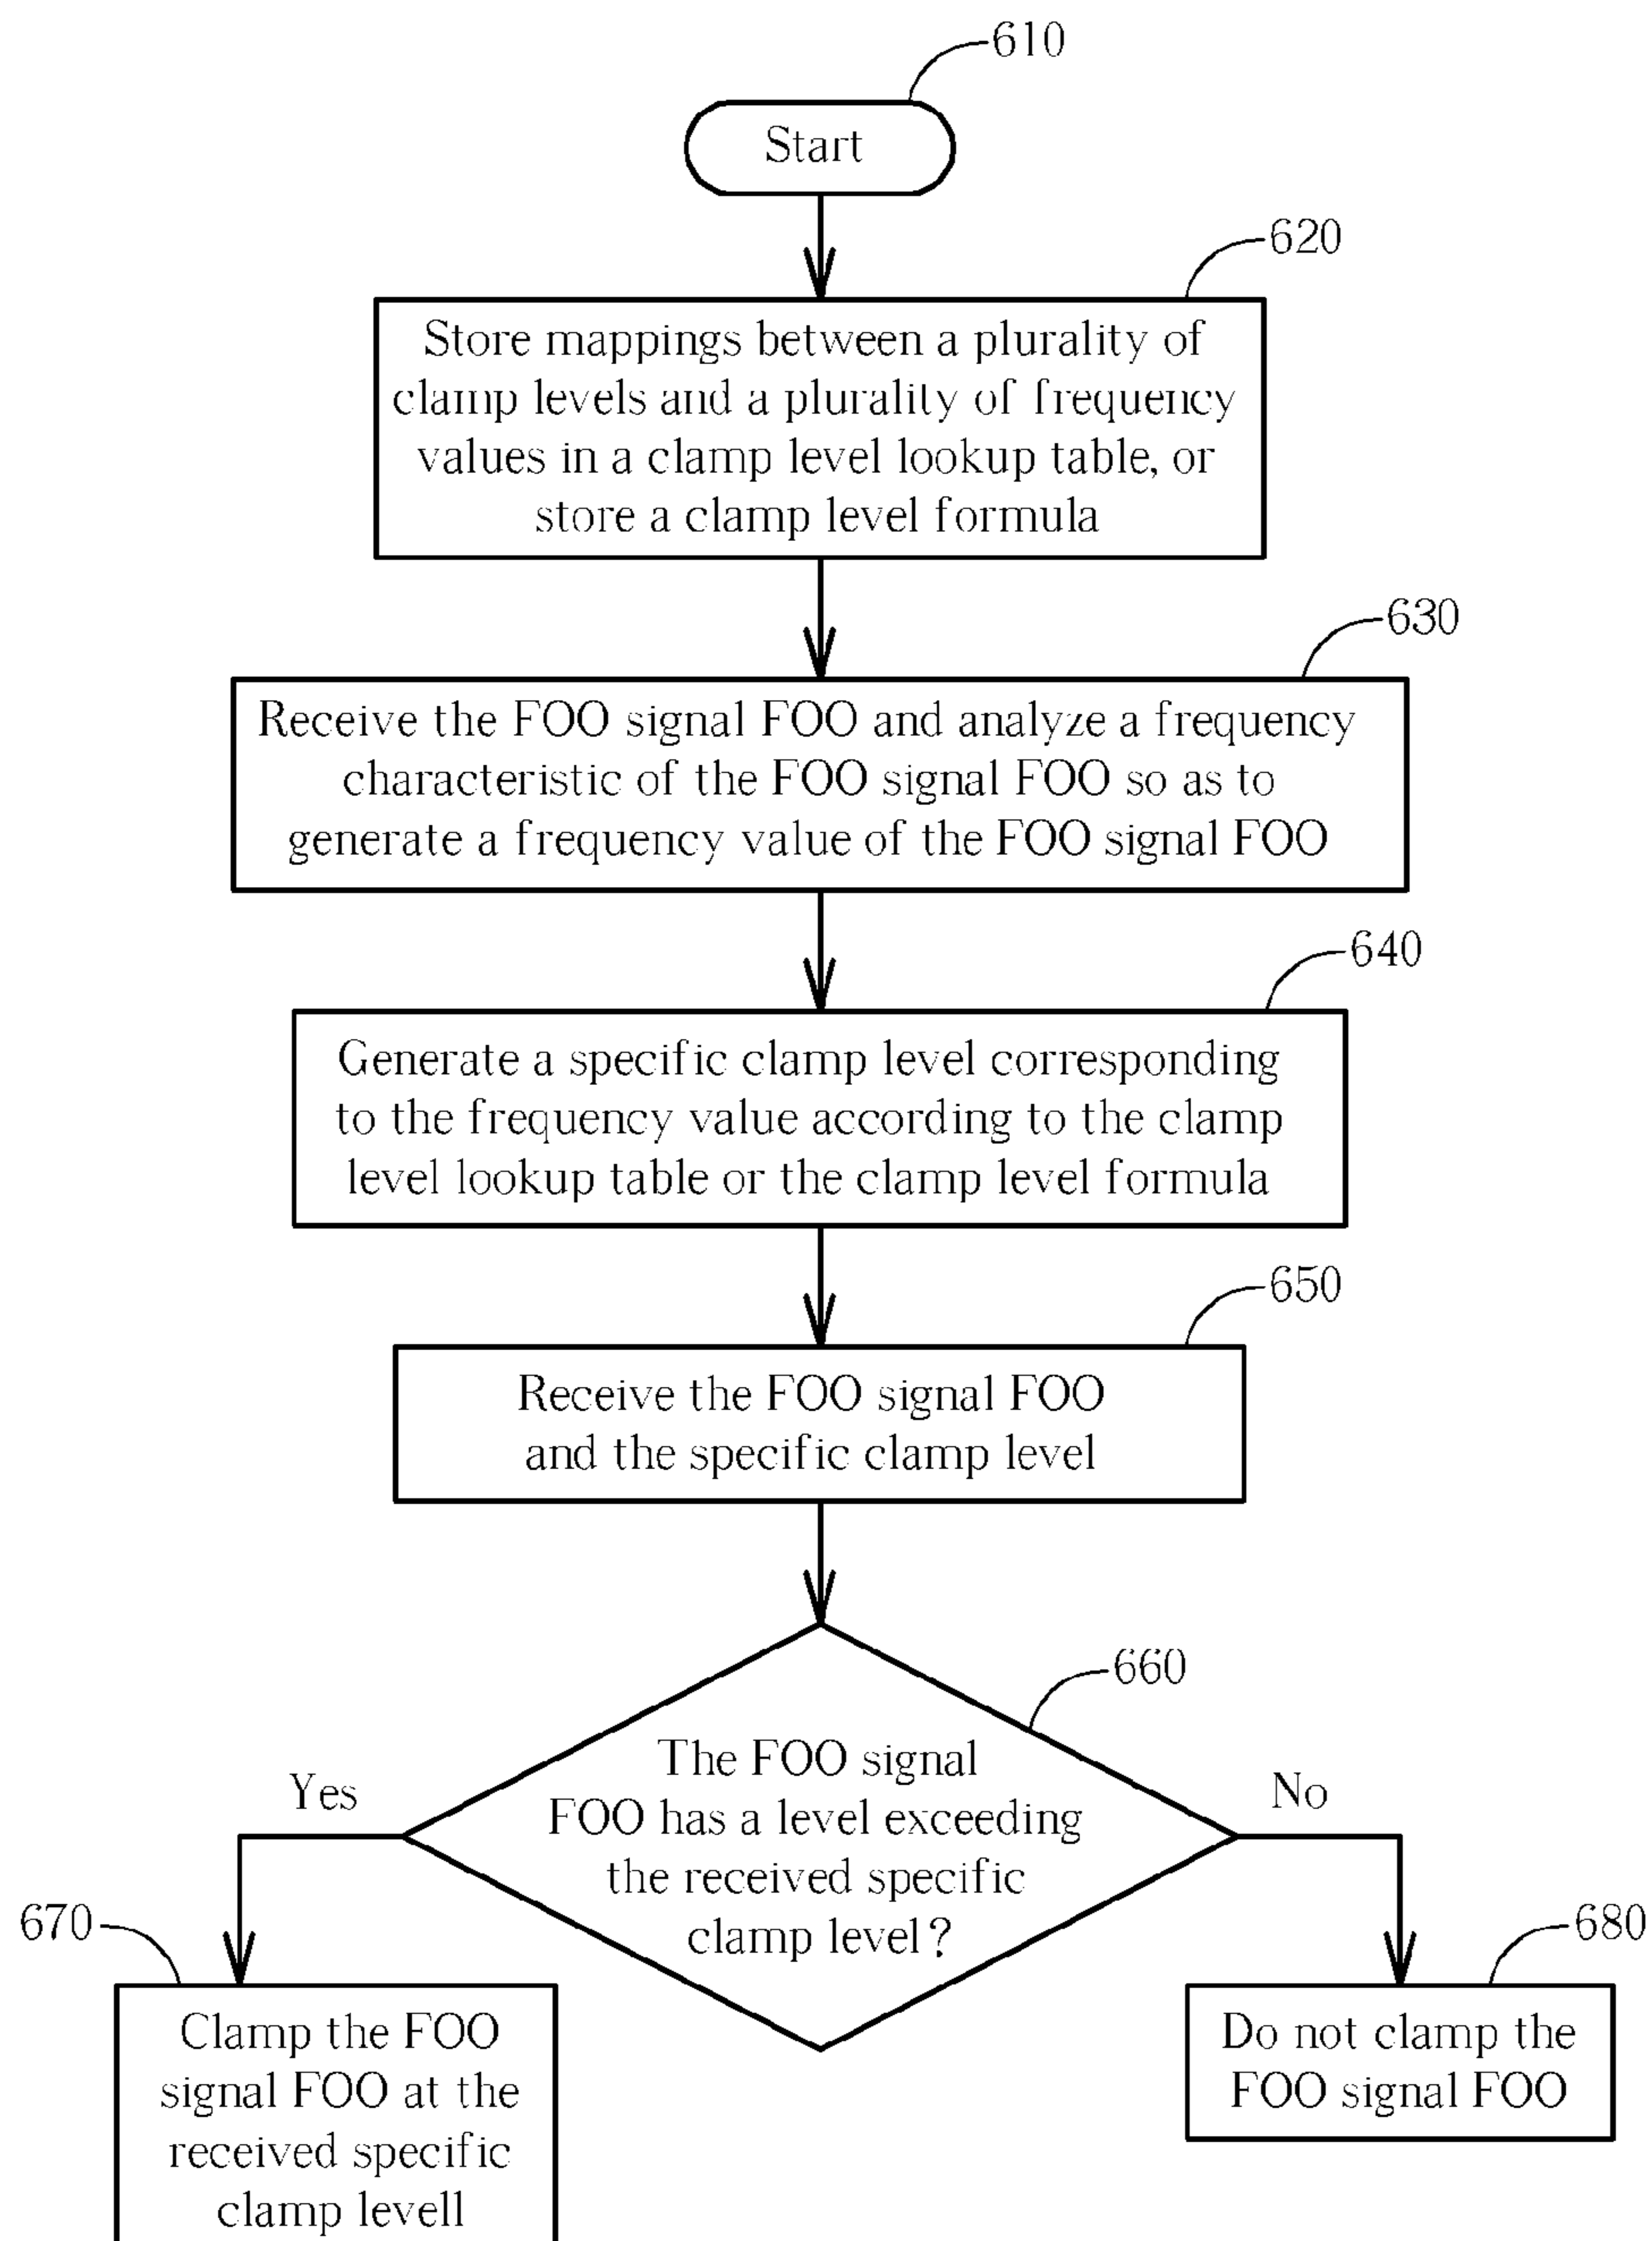 610
Start
620
Store mappings between a plurality of
clamp levels and a plurality of frequency
values in a clamp level lookup table, or
store a clamp level formula
630
Receive the FOO signal FOO and analyze a frequency
characteristic of the FOO signal FOO so as to
generate a frequency value of the FOO signal FOO
640
Generate a specific clamp level corresponding
to the frequency value according to the clamp
level lookup table or the clamp level formula
650
Receive the FOO signal FOO
and the specific clamp level
660
The FOO signal
FOO has a level exceeding
the received specific
clamp level?
Yes
No
670
Clamp the FOO
signal FOO at the
received specific
clamp levell
680
Do not clamp the
FOO signal FOO